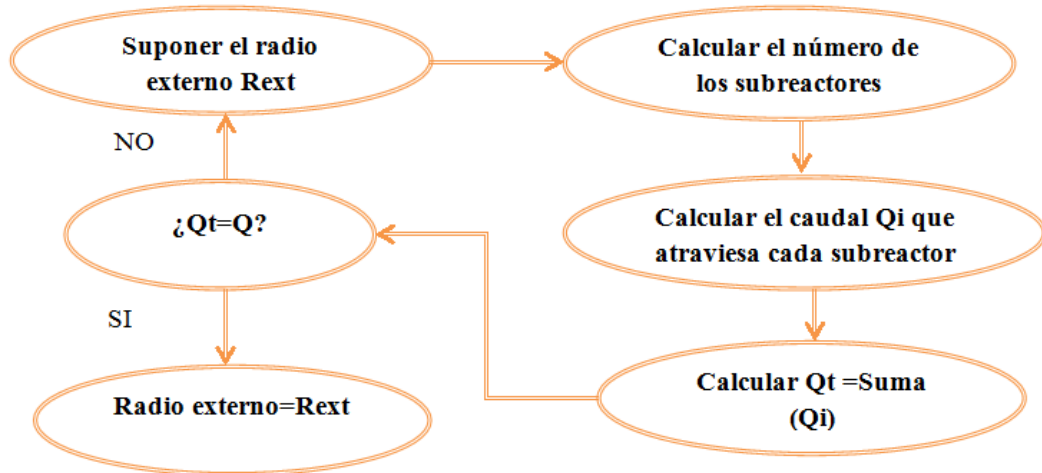 Suponer el radio
externo Rext
Calcular el número de
los subreactores
Calcular el caudal Qi que
atraviesa cada subreactor
Calcular Qt =Suma
(Qi)
¿Qt=Q?
NO
SI
Radio externo=Rext